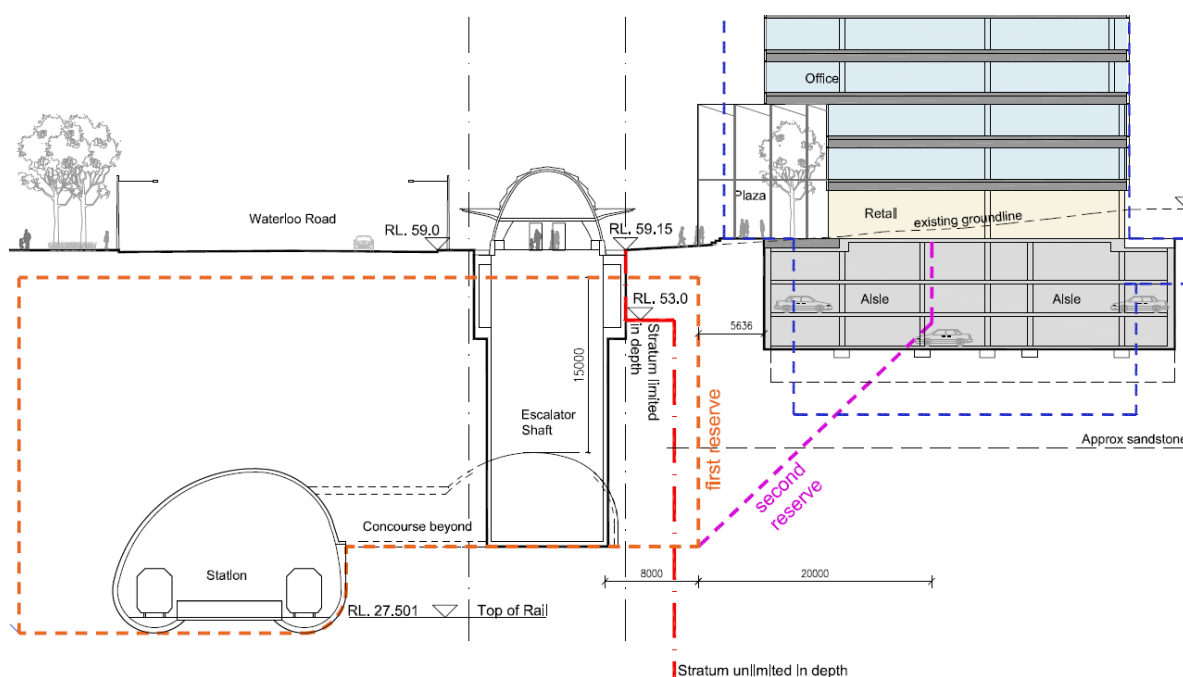 Office
Plaza
Retail
existing groundline
Waterloo Road
RL. 59.0
RL. 59.15
RL. 53.0
Aisle
Aisle
5636
Stratum limited
in depth
15000
Escalator
Shaft
first reserve
Approx sandstone
second
reserve
Concourse beyond
Station
8000
20000
RL. 27.501
Top of Rail
Stratum unlimited in depth